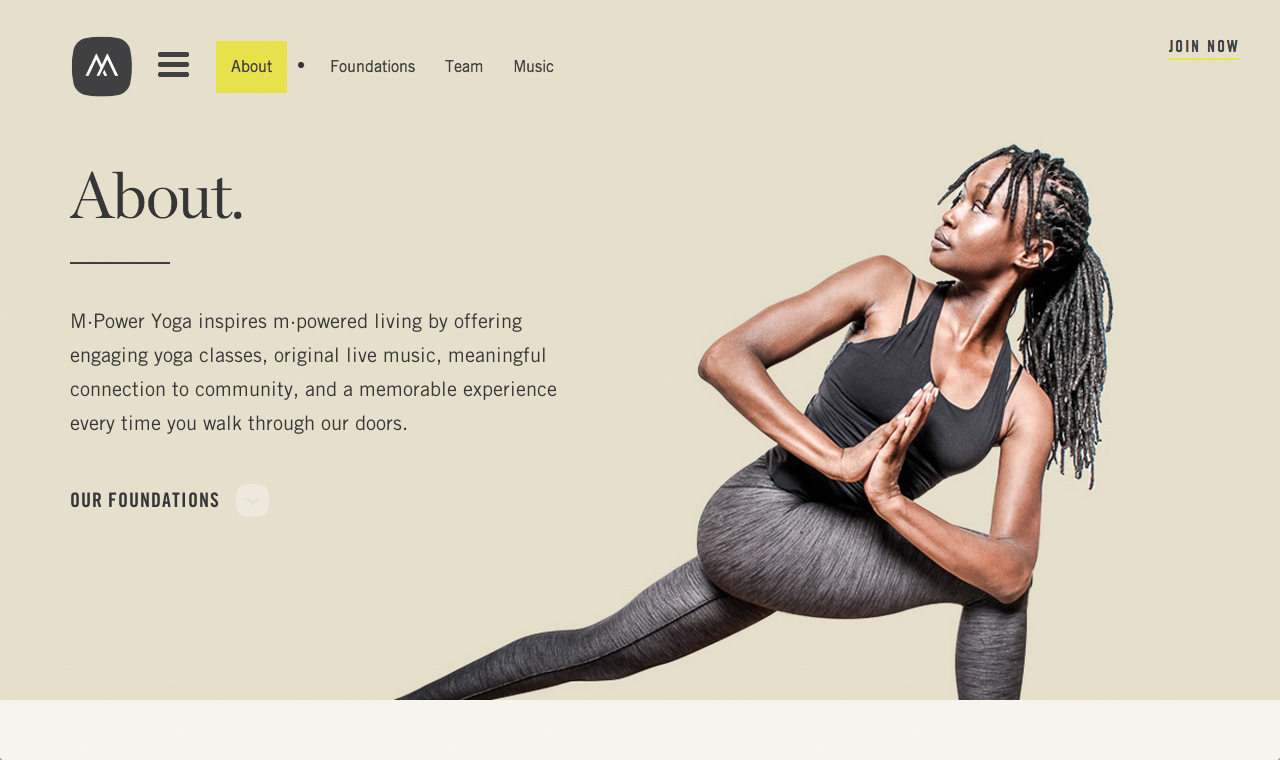 About • Foundations Team Music
JOIN NOW
About.
M·Power Yoga inspires m·powered living by offering
engaging yoga classes, original live music, meaningful
connection to community, and a memorable experience
every time you walk through our doors.
OUR FOUNDATIONS